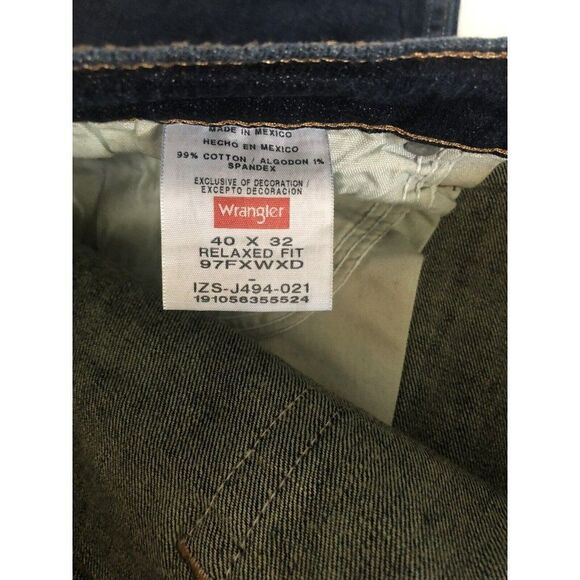 MADE IN MEXICO
HECHO EN MEXICO
99% COTTON / ALGODON 1%
SPANDEX
EXCLUSIVE OF DECORATION /
EXCEPTO DECORACION
Wrangler
40 X 32
RELAXED FIT
97FXWXD
-
IZS-J494-021
191056355524